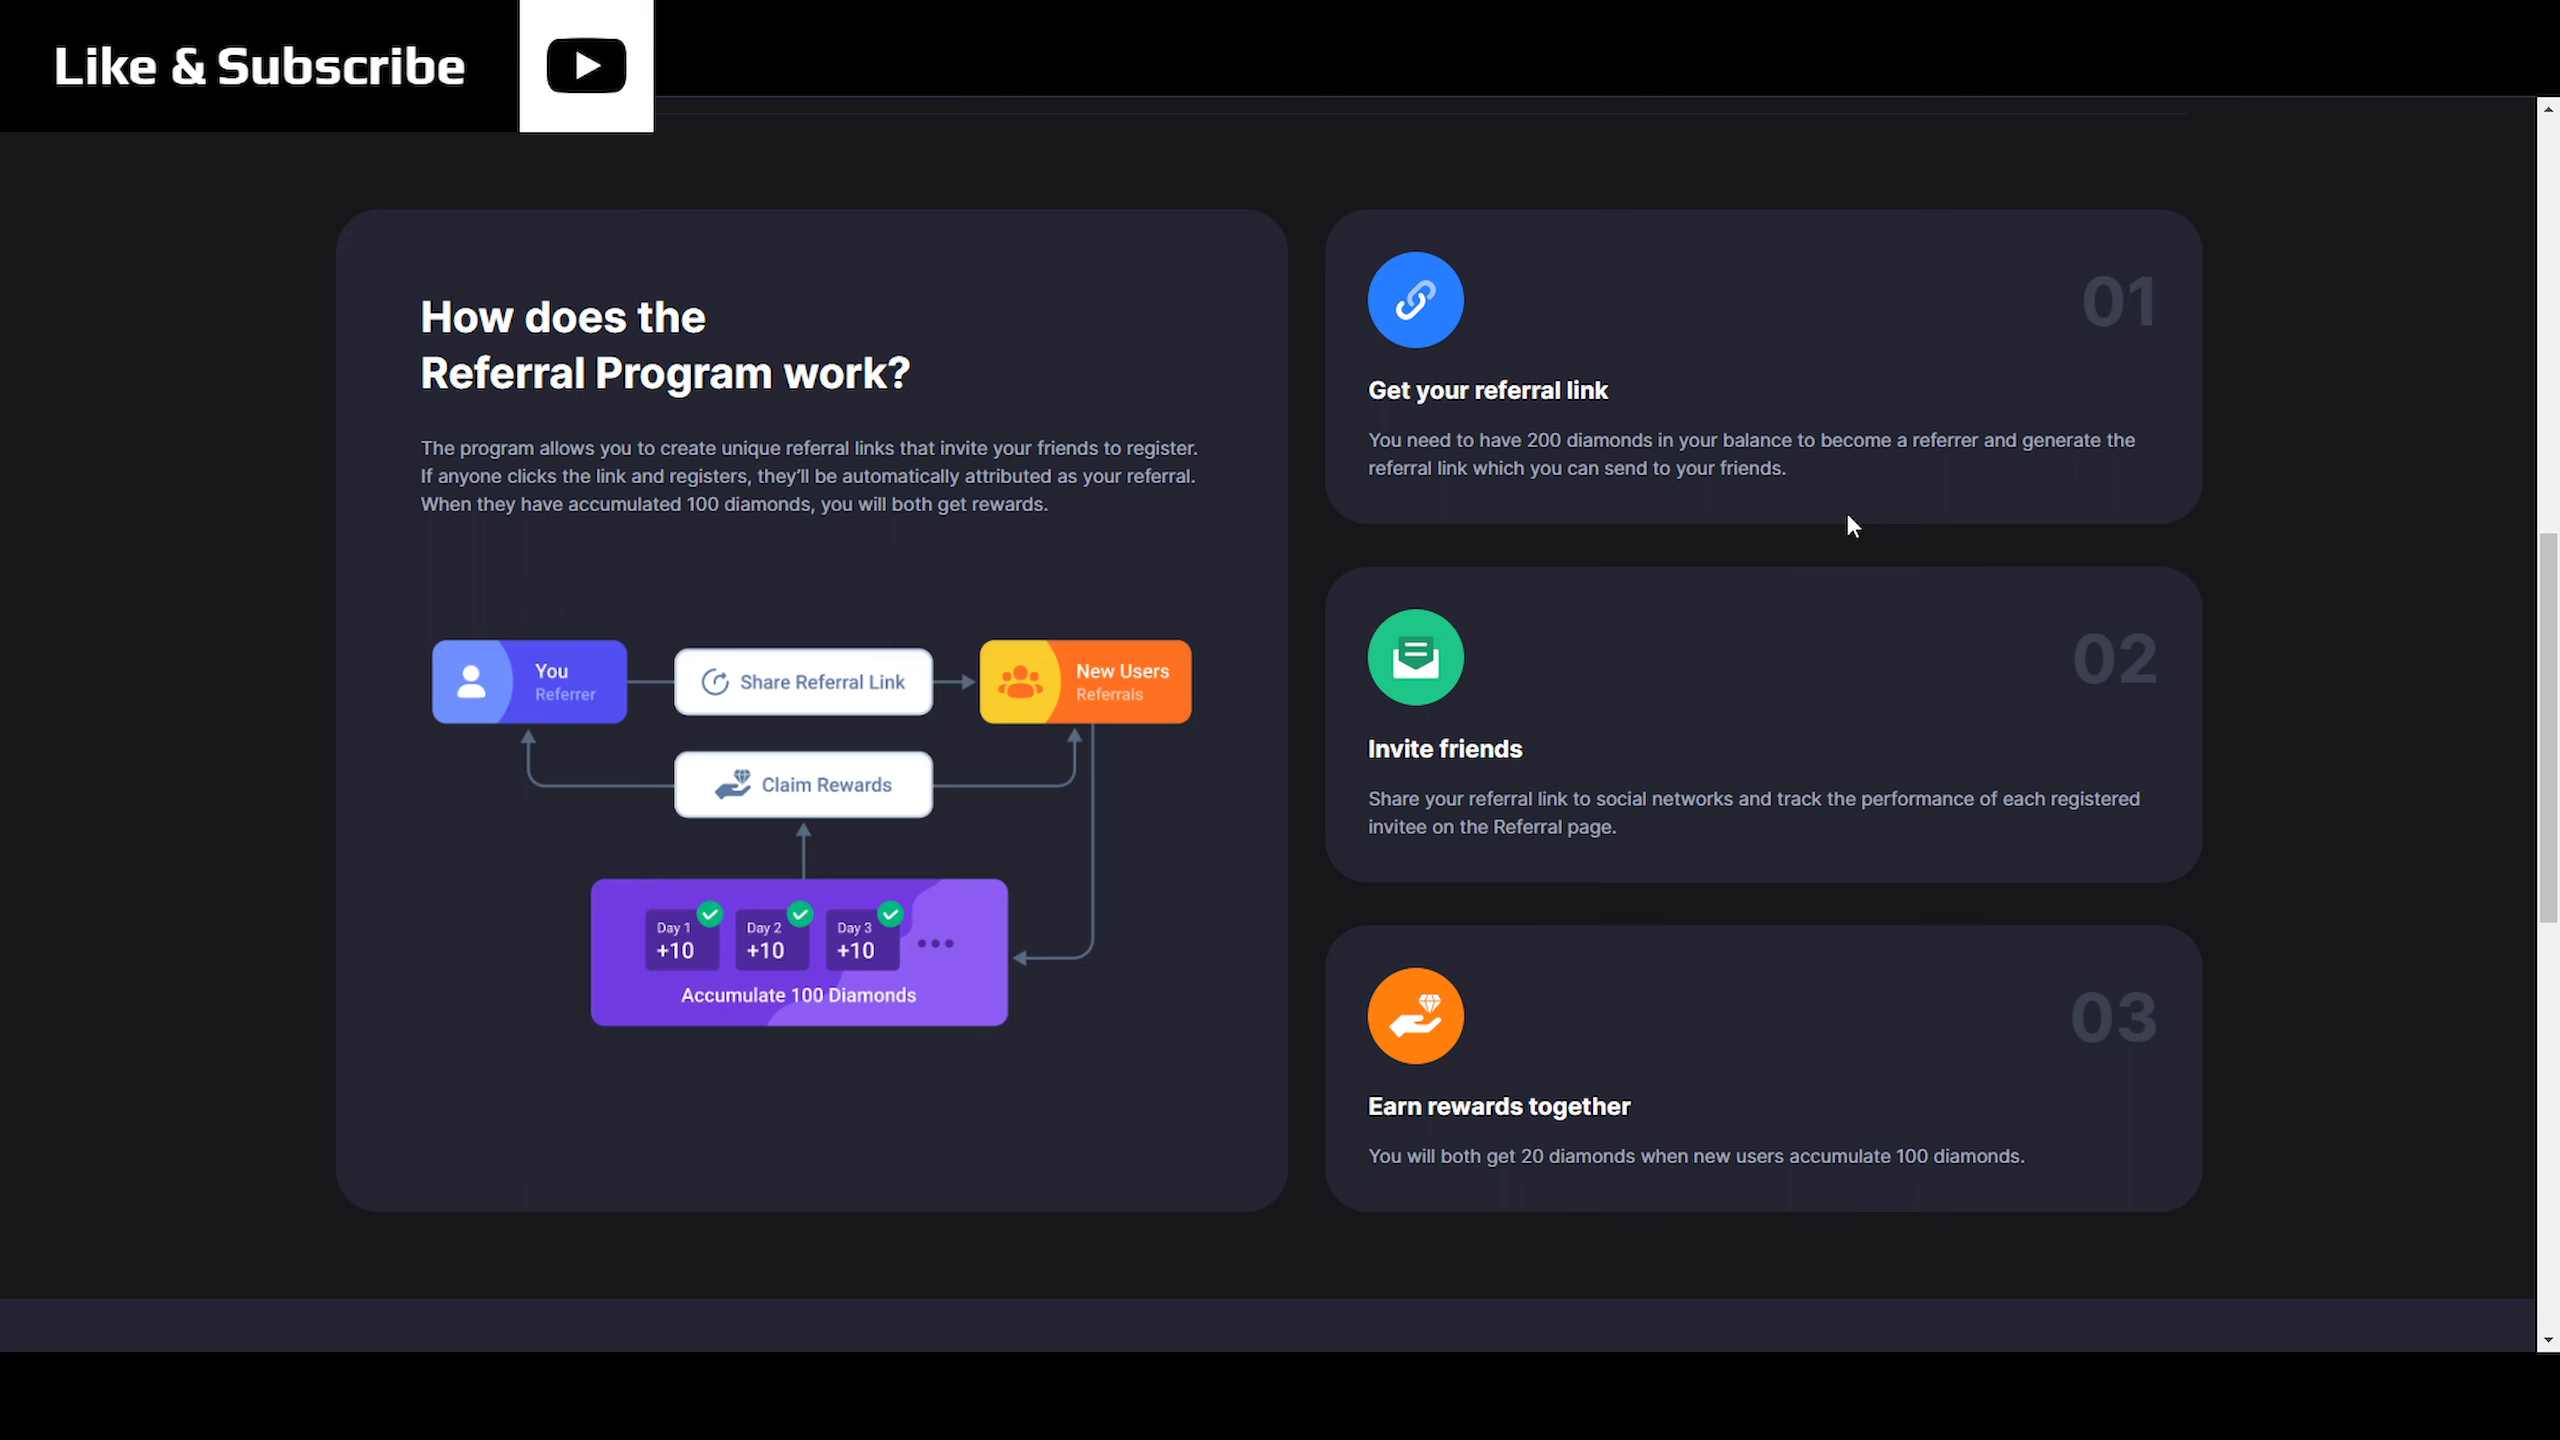 Like & Subscribe
How does the
Referral Program work?
The program allows you to create unique referral links that invite your friends to register.
If anyone clicks the link and registers, they'll be automatically attributed as your referral.
When they have accumulated 100 diamonds, you will both get rewards.
You
Referrer
Share Referral Link
New Users
Referrals
Claim Rewards
Day 1
+10
Day 2
+10
Day 3
+10
Accumulate 100 Diamonds
01
Get your referral link
You need to have 200 diamonds in your balance to become a referrer and generate the
referral link which you can send to your friends.
02
Invite friends
Share your referral link to social networks and track the performance of each registered
invitee on the Referral page.
03
Earn rewards together
You will both get 20 diamonds when new users accumulate 100 diamonds.